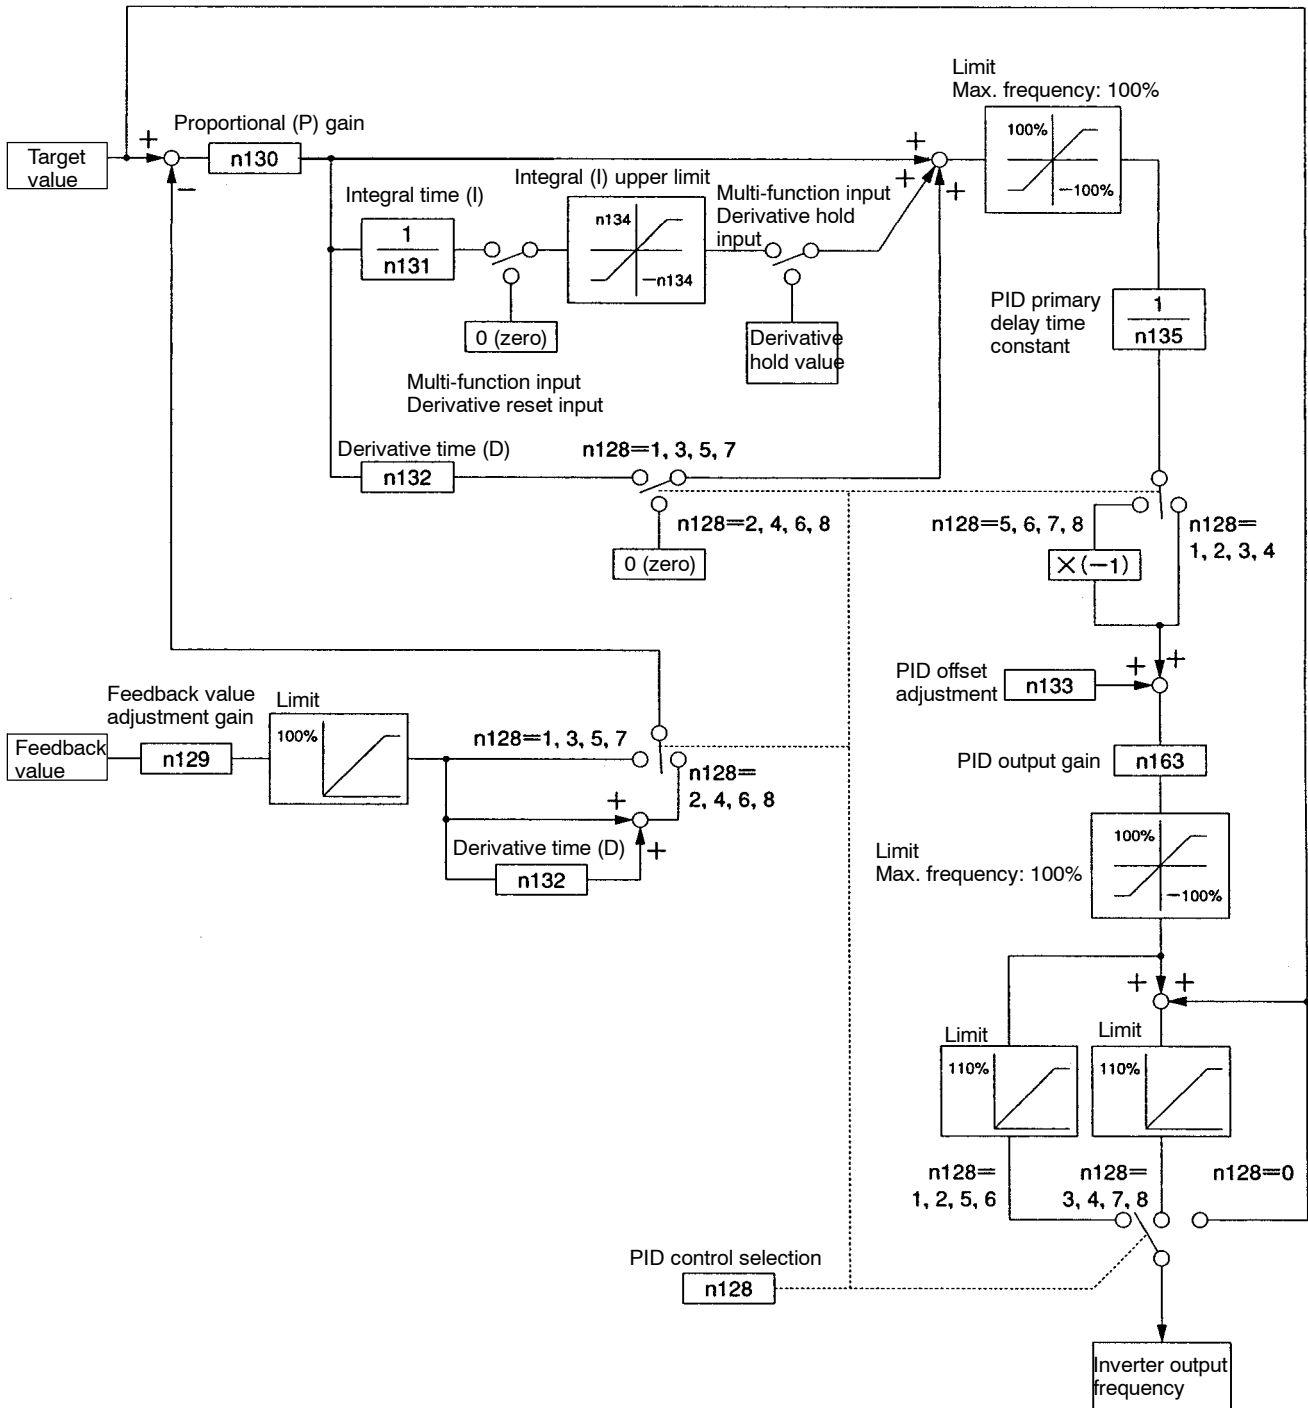 Limit
Max. frequency: 100%
100%
−100%
Proportional (P) gain
Target
value
+
−
n130
+
+
+
Integral time (I)
1
n131
Integral (I) upper limit
n134
−n134
Multi-function input
Derivative hold
input
0 (zero)
Derivative
hold value
Multi-function input
Derivative reset input
PID primary
delay time
constant
1
n135
Derivative time (D)
n132
n128=1, 3, 5, 7
n128=2, 4, 6, 8
0 (zero)
n128=5, 6, 7, 8
n128=
1, 2, 3, 4
×(−1)
PID offset
adjustment
n133
+
+
Feedback value
adjustment gain
Feedback
value
n129
Limit
100%
n128=1, 3, 5, 7
n128=
2, 4, 6, 8
+
+
Derivative time (D)
n132
PID output gain
n163
Limit
Max. frequency: 100%
100%
−100%
+
+
Limit
110%
Limit
110%
n128=
1, 2, 5, 6
n128=
3, 4, 7, 8
n128=0
PID control selection
n128
Inverter output
frequency